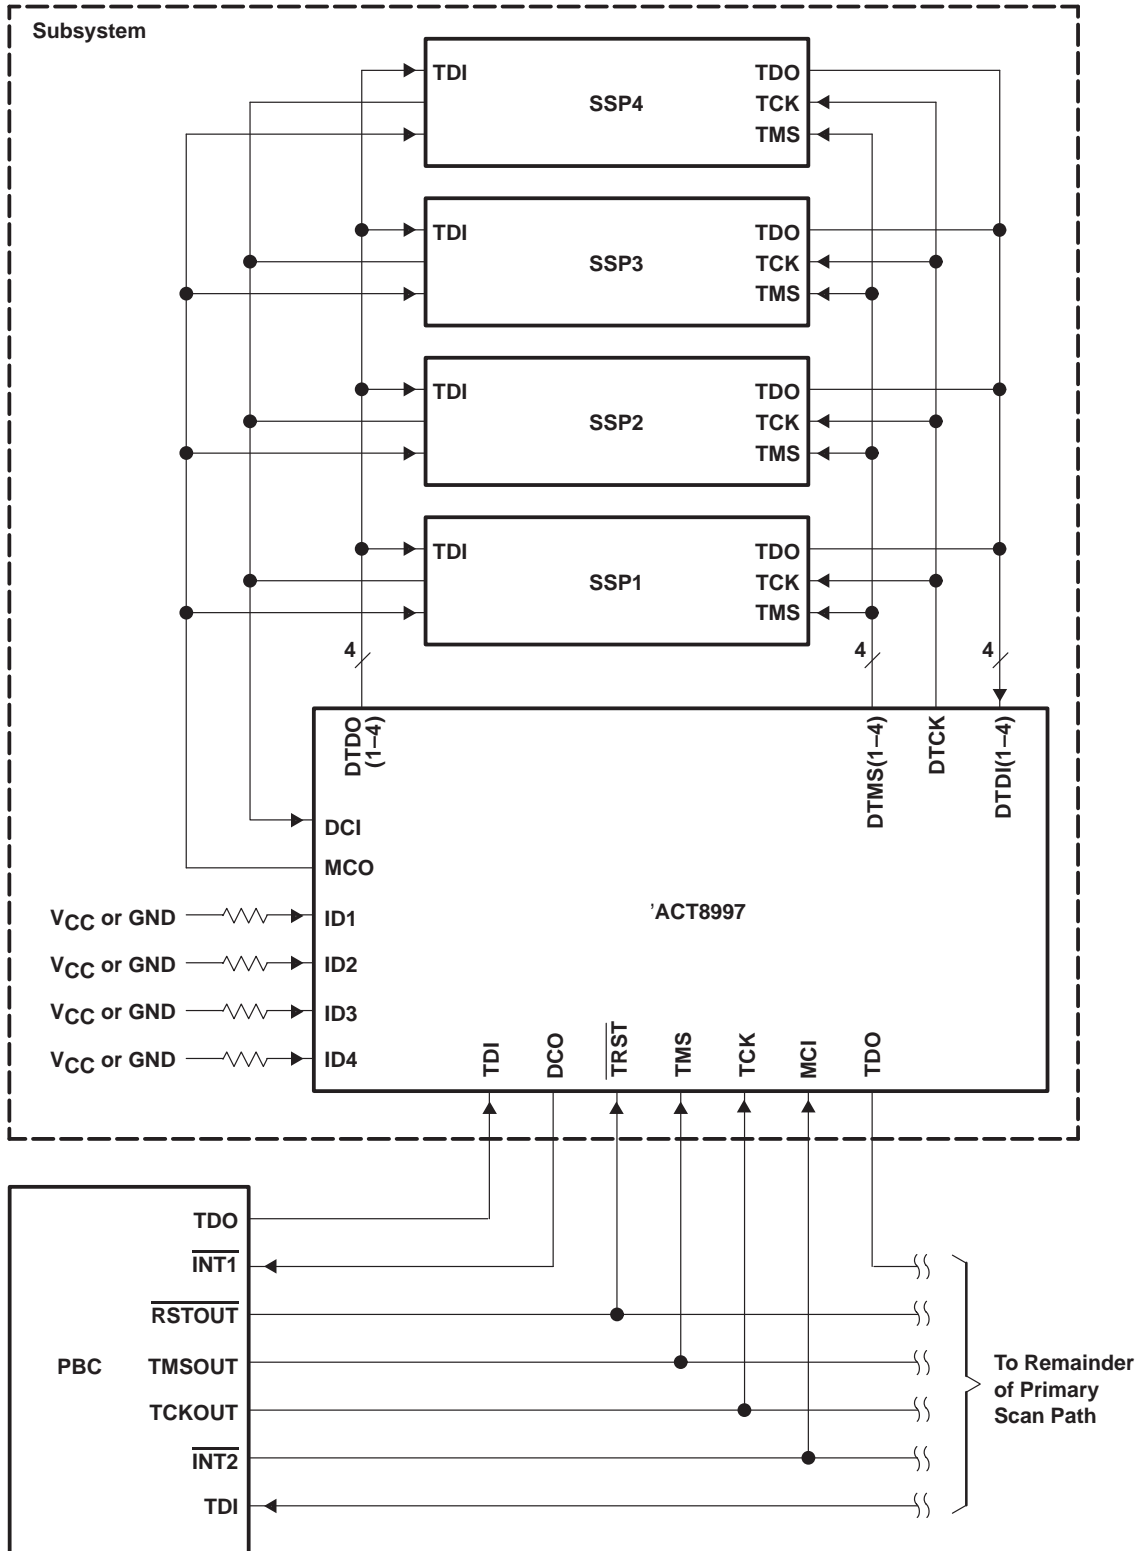 Subsystem
TDI
SSP4
TDO
TCK
TMS
TDI
SSP3
TDO
TCK
TMS
TDI
SSP2
TDO
TCK
TMS
TDI
SSP1
TDO
TCK
TMS
4
4
4
DTDO
(1–4)
DTMS(1–4)
DTCK
DTDI(1–4)
DCI
MCO
VCC or GND
ID1
VCC or GND
ID2
VCC or GND
ID3
VCC or GND
ID4
'ACT8997
TDI
DCO
TRST
TMS
TCK
MCI
TDO
PBC
TDO
INT1
RSTOUT
TMSOUT
TCKOUT
INT2
TDI
To Remainder
of Primary
Scan Path